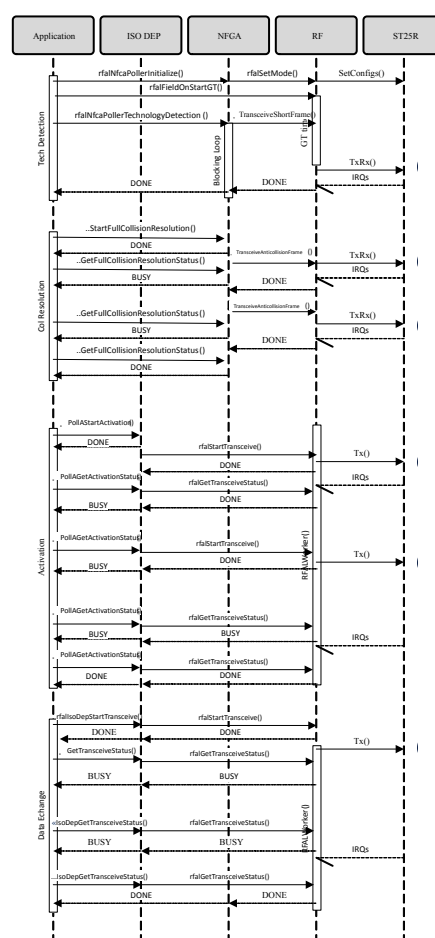 Application ISO DEP NFGA RF ST25R
rfalNfcaPollerInitialize() rfalSetMode() SetConfigs()
rfalFieldOnStartGT()
rfalNfcaPollerTechnologyDetection () . TransceiveShortFrame()
Tech Detection
Blocking Loop
GT tim
TxRx()
DONE DONE IRQs
..StartFullCollisionResolution()
DONE . TransceiveAnticollisionFrame () TxRx()
..GetFullCollisionResolutionStatus() IRQs
BUSY DONE
Col Resolution
TransceiveAnticollisionFrame ()
..GetFullCollisionResolutionStatus() TxRx()
BUSY DONE IRQs
..GetFullCollisionResolutionStatus()
DONE
. PollAStartActivation()
DONE rfalStartTransceive() Tx()
DONE
. PollAGetActivationStatus rfalGetTransceiveStatus() IRQs
BUSY DONE
. PollAGetActivationStatus rfalStartTransceive()
BUSY DONE Tx()
Activation
RFALWorker()
. PollAGetActivationStatus rfalGetTransceiveStatus()
BUSY BUSY IRQs
. PollAGetActivationStatus rfalGetTransceiveStatus()
DONE DONE
rfalIsoDepStartTransceive( rfalStartTransceive()
DONE DONE Tx()
. GetTransceiveStatus() rfalGetTransceiveStatus()
BUSY BUSY
Data Echange
RFALWorker()
IsoDepGetTransceiveStatus() rfalGetTransceiveStatus()
BUSY BUSY IRQs
..IsoDepGetTransceiveStatus() rfalGetTransceiveStatus()
DONE DONE